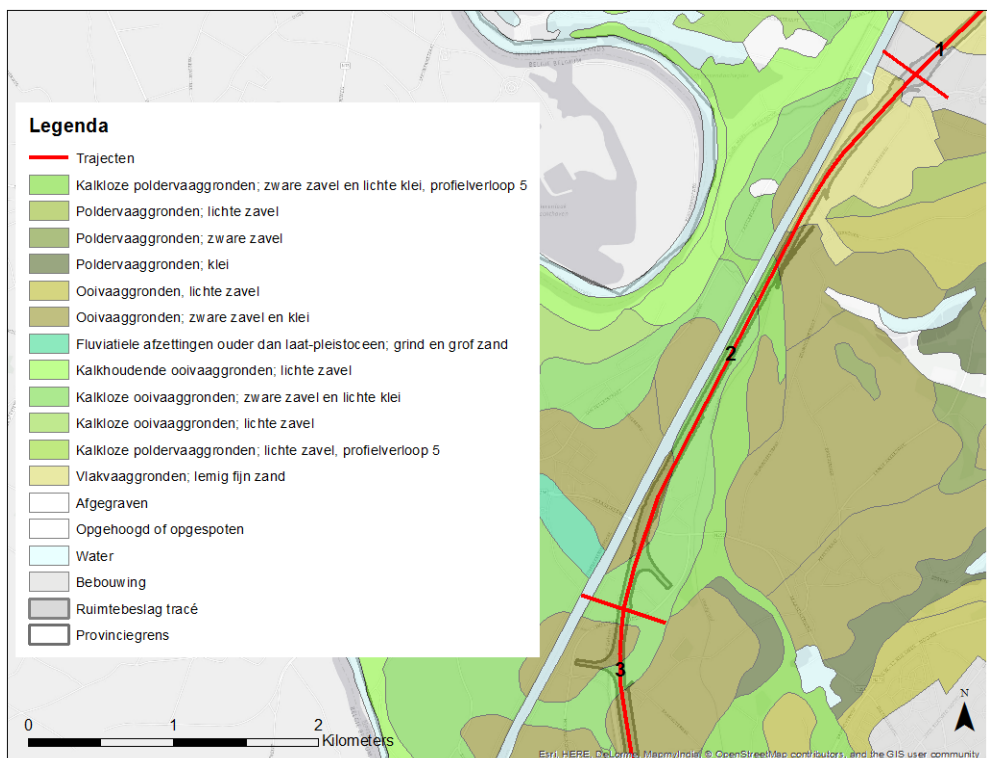 1
Legenda
Trajecten
Kalkloze poldervaaggronden; zware zavel en lichte klei, profielverloop 5
Poldervaaggronden; lichte zavel
Poldervaaggronden; zware zavel
Poldervaaggronden; klei
Ooivaaggronden, lichte zavel
Ooivaaggronden; zware zavel en klei
Fluviatiele afzettingen ouder dan laat-pleistoceen; grind en grof zand
Kalkhoudende ooivaaggronden; lichte zavel
Kalkloze ooivaaggronden; zware zavel en lichte klei
Kalkloze ooivaaggronden; lichte zavel
Kalkloze poldervaaggronden; lichte zavel, profielverloop 5
Vlakvaaggronden; lemig fijn zand
Afgegraven
Opgehoogd of opgespoten
Water
Bebouwing
Ruimtebeslag tracé
Provinciegrens
2
3
N
0 1 2
Kilometers
Esri, HERE, DeLorme, MapmyIndia, © OpenStreetMap contributors, and the GIS user community